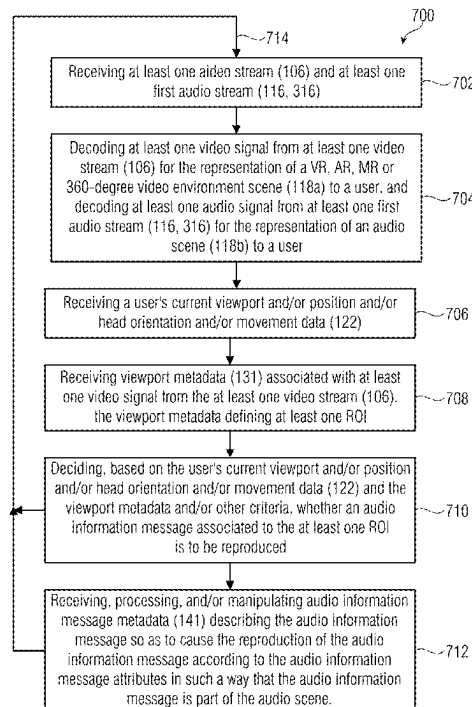 714
700
Receiving at least one aideo stream (106) and at least one
first audio stream (116, 316)
702
Decoding at least one video signal from at least one video
stream (106) for the representation of a VR, AR, MR or
360-degree video environment scene (118a) to a user, and
decoding at least one audio signal from at least one first
audio stream (116, 316) for the representation of an audio
scene (118b) to a user
704
Receiving a user's current viewport and/or position and/or
head orientation and/or movement data (122)
706
Receiving viewport metadata (131) associated with at least
one video signal from the at least one video stream (106).
the viewport metadata defining at least one ROI
708
Deciding, based on the user's current viewport and/or position
and/or head orientation and/or movement data (122) and the
viewport metadata and/or other criteria, whether an audio
information message associated to the at least one ROI
is to be reproduced
710
Receiving, processing, and/or manipulating audio information
message metadata (141) describing the audio information
message so as to cause the reproduction of the audio
information message according to the audio information
message attributes in such a way that the audio information
message is part of the audio scene.
712